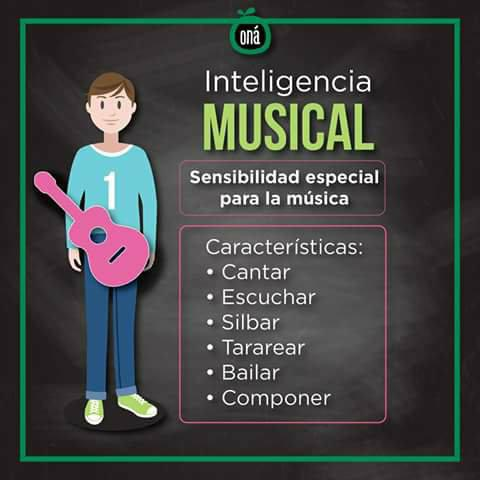 oná
Inteligencia
MUSICAL
Sensibilidad especial
para la música
1
Características:
• Cantar
• Escuchar
• Silbar
• Tararear
• Bailar
• Componer